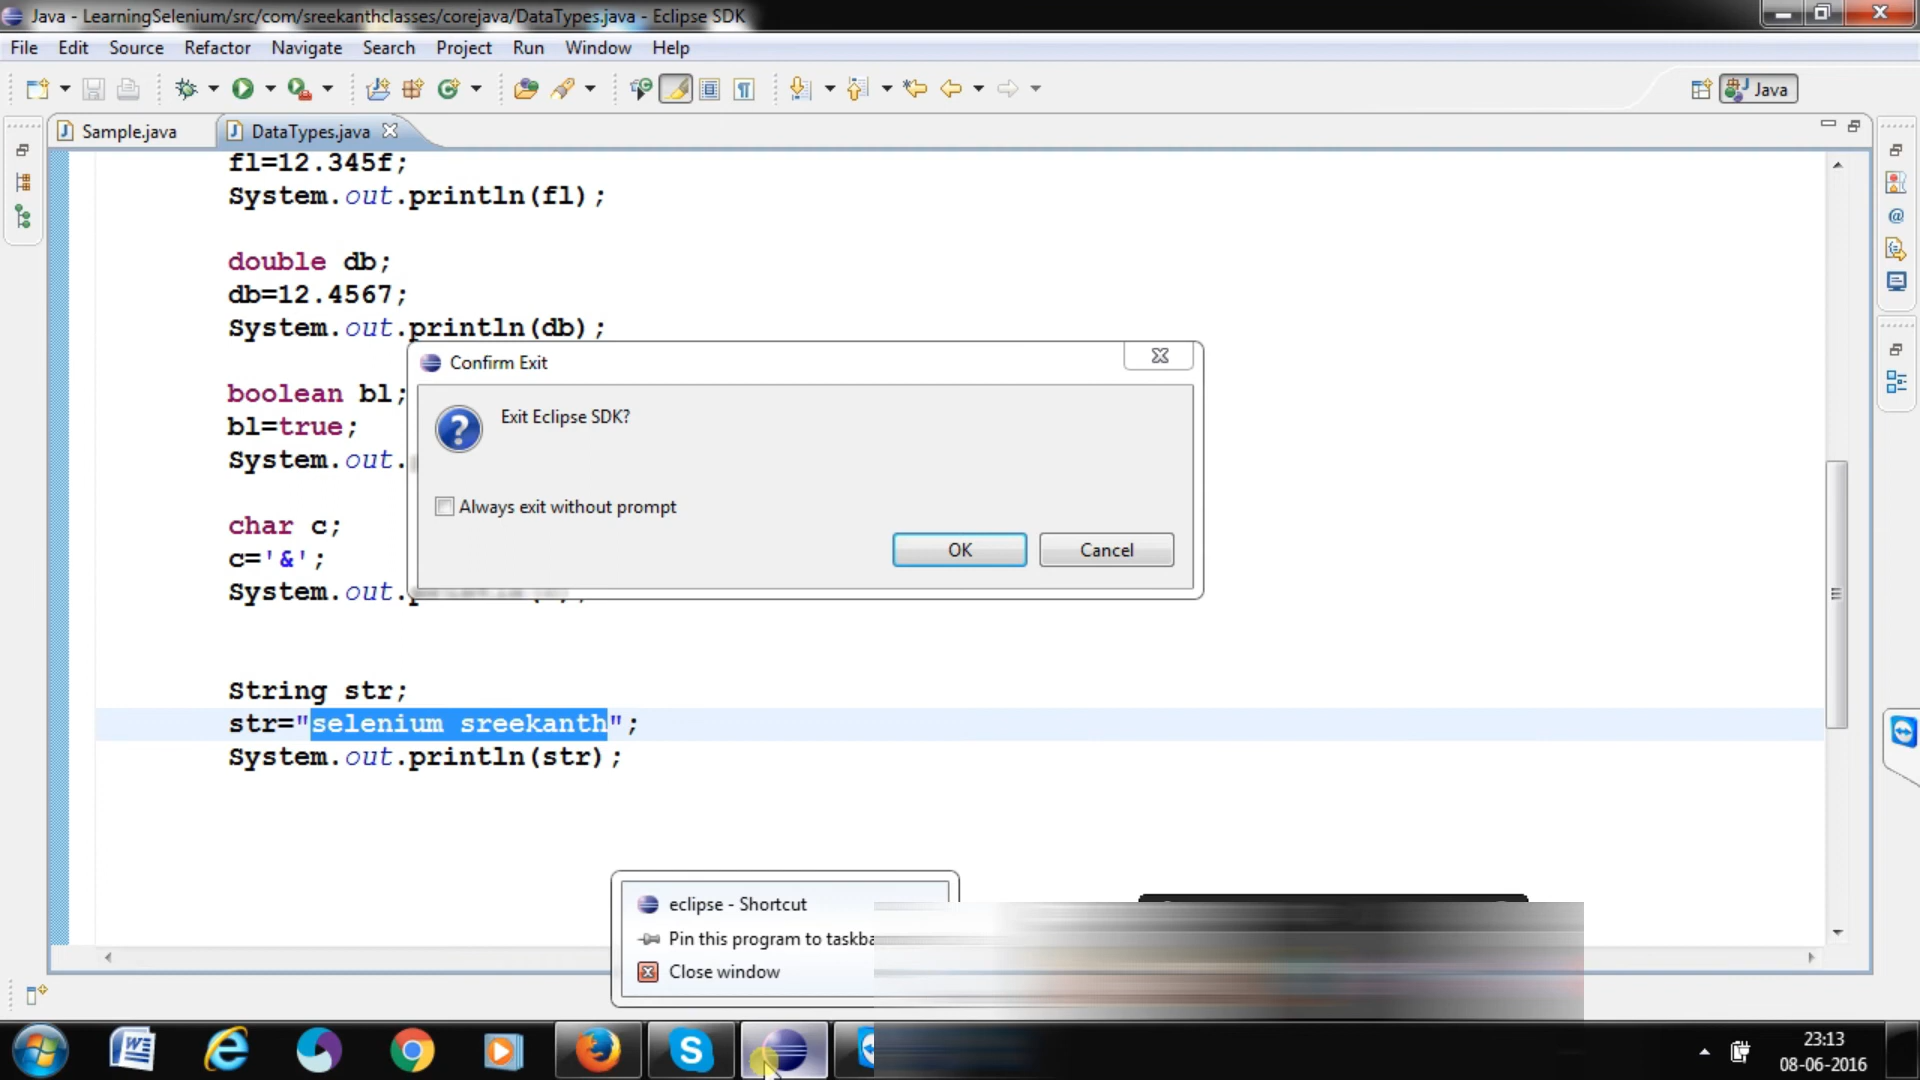 Java - LearningSelenium/src/com/sreekanthclasses/corejava/DataTypes.java - Eclipse SDK
File Edit Source Refactor Navigate Search Project Run Window Help
Java
Sample.java DataTypes.java
fl=12.345f;
System.out.println(fl);
double db;
db=12.4567;
System.out.println(db);
boolean bl;
bl=true;
System.out.
char c;
c='&';
System.out.
Confirm Exit
Exit Eclipse SDK?
Always exit without prompt
OK Cancel
String str;
str="selenium sreekanth";
System.out.println(str);
eclipse - Shortcut
Pin this program to
Close window
23:13
08-06-2016